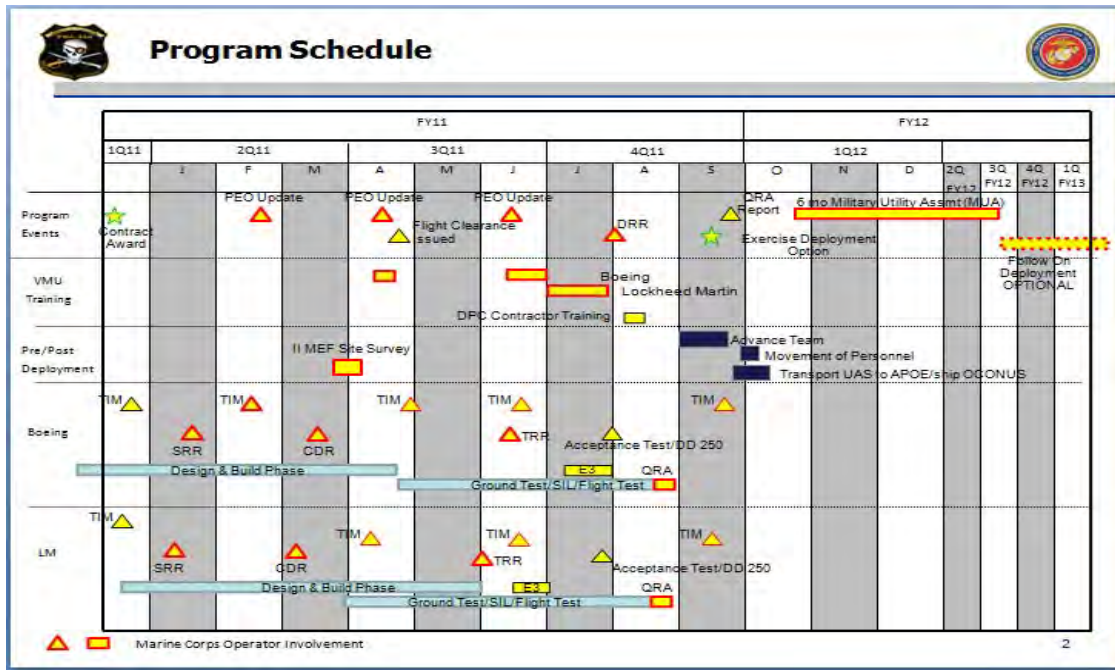 Program Schedule
FY11 FY12
1Q11 2Q11 3Q11 4Q11 1Q12
J F M A M J J A S O N D 2Q FY12 3Q FY12 4Q FY12 1Q FY13
Program Events
Contract Award
PEO Update
PEO Update
Flight Clearance Issued
PEO Update
DRR
QRA Report
Exercise Deployment Option
6 mo Military Utility Assmt (MUA)
Follow On Deployment OPTIONAL
VMU Training
Boeing
Lockheed Martin
DPC Contractor Training
Pre/Post Deployment
II MEF Site Survey
Advance Team
Movement of Personnel
Transport UAS to APOE/ship OCONUS
Boeing
TIM TIM TIM TIM TIM
SRR CDR TRR Acceptance Test/DD 250
Design & Build Phase E3 QRA
Ground Test/SIL/Flight Test
LM
TIM TIM TIM TIM
SRR CDR TRR Acceptance Test/DD 250
Design & Build Phase E3 QRA
Ground Test/SIL/Flight Test
Marine Corps Operator Involvement
2